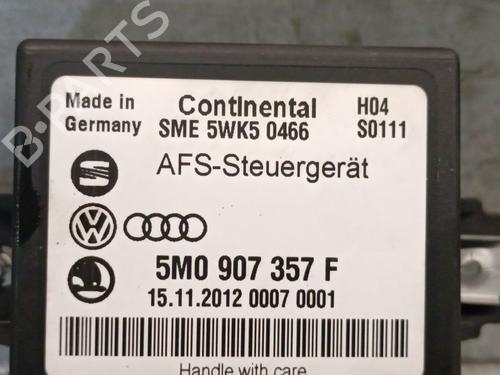 Made in Germany
Continental
SME 5WK5 0466
H04
S0111
AFS-Steuergerät
5M0 907 357 F
15.11.2012 0007 0001
Handle with care
B-PARTS